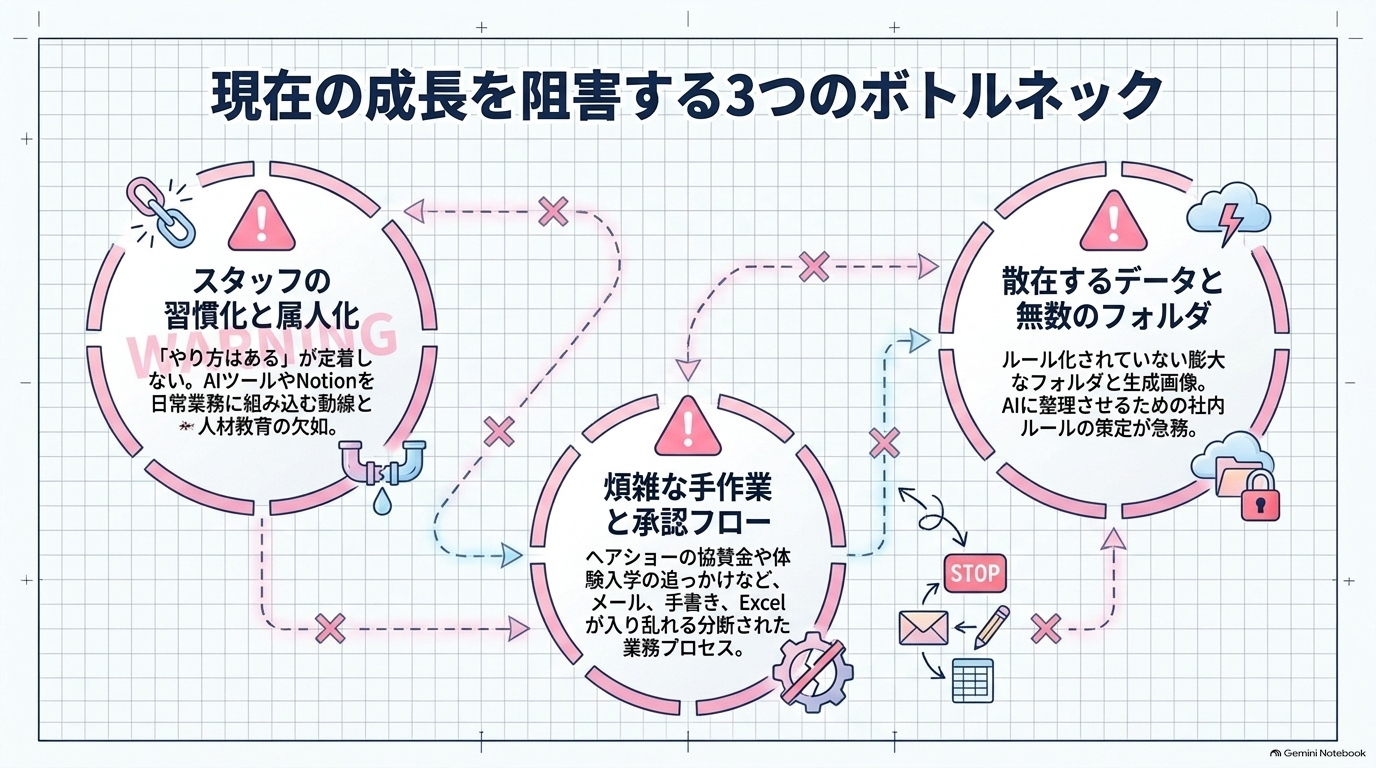 現在の成長を阻害する3つのボトルネック
スタッフの
習慣化と属人化
WARNING
「やり方はある」が定着し
ない。AIツールやNotionを
日常業務に組み込む動線と
人材教育の欠如。
煩雑な手作業
と承認フロー
ヘアショーの協賛金や体
験入学の追っかけなど、
メール、手書き、Excel
が入り乱れる分断された
業務プロセス。
散在するデータと
無数のフォルダ
ルール化されていない膨大
なフォルダと生成画像。
AIに整理させるための社内
ルールの策定が急務。
STOP
Gemini Notebook